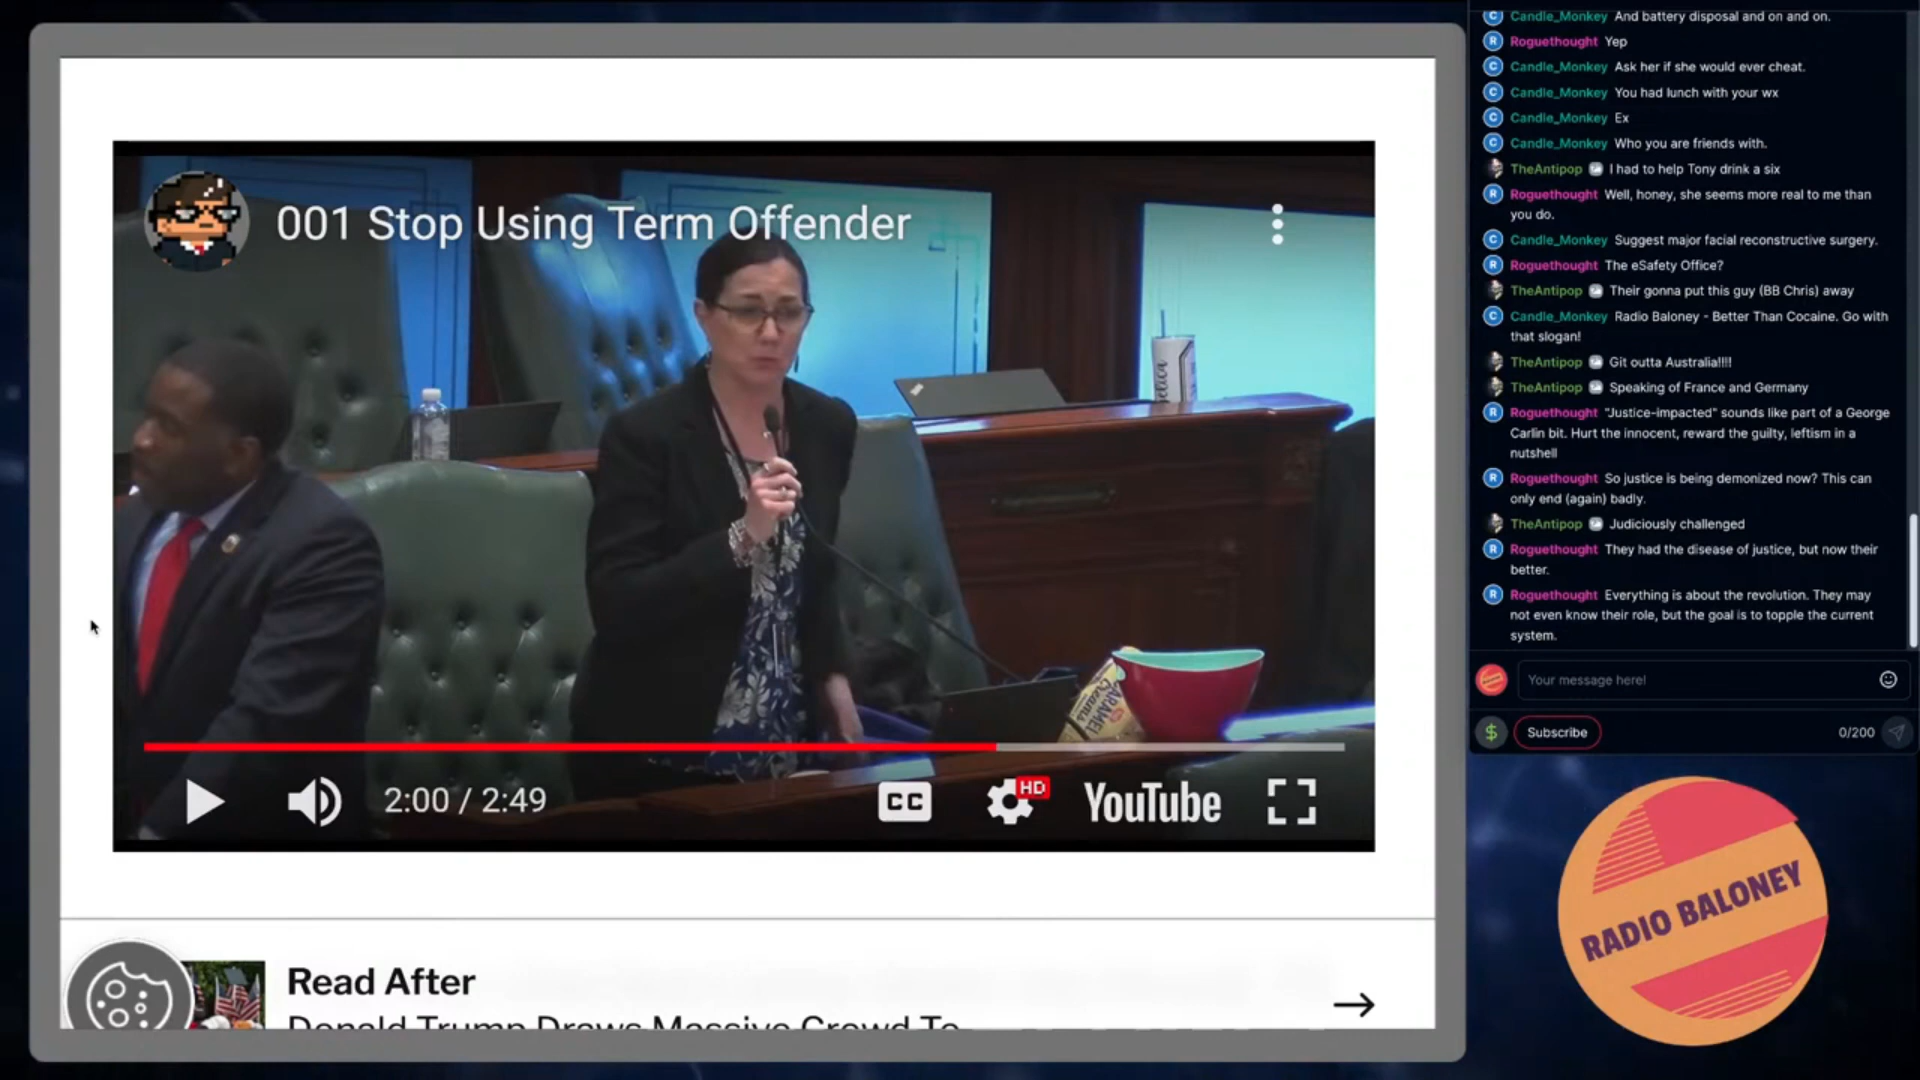 001 Stop Using Term Offender
CARAMEL
Creams
2:00 / 2:49
CC
HD
YouTube
Read After
Donald Trump Draws Massive Crowd To
C Candle_Monkey And battery disposal and on and on.
R Roguethought Yep
C Candle_Monkey Ask her if she would ever cheat.
C Candle_Monkey You had lunch with your wx
C Candle_Monkey Ex
C Candle_Monkey Who you are friends with.
TheAntipop I had to help Tony drink a six
R Roguethought Well, honey, she seems more real to me than
you do.
C Candle_Monkey Suggest major facial reconstructive surgery.
R Roguethought The eSafety Office?
TheAntipop Their gonna put this guy (BB Chris) away
C Candle_Monkey Radio Baloney - Better Than Cocaine. Go with
that slogan!
TheAntipop Git outta Australia!!!!
TheAntipop Speaking of France and Germany
R Roguethought "Justice-impacted" sounds like part of a George
Carlin bit. Hurt the innocent, reward the guilty, leftism in a
nutshell
R Roguethought So justice is being demonized now? This can
only end (again) badly.
TheAntipop Judiciously challenged
R Roguethought They had the disease of justice, but now their
better.
R Roguethought Everything is about the revolution. They may
not even know their role, but the goal is to topple the current
system.
Your message here!
$ Subscribe 0/200
RADIO BALONEY